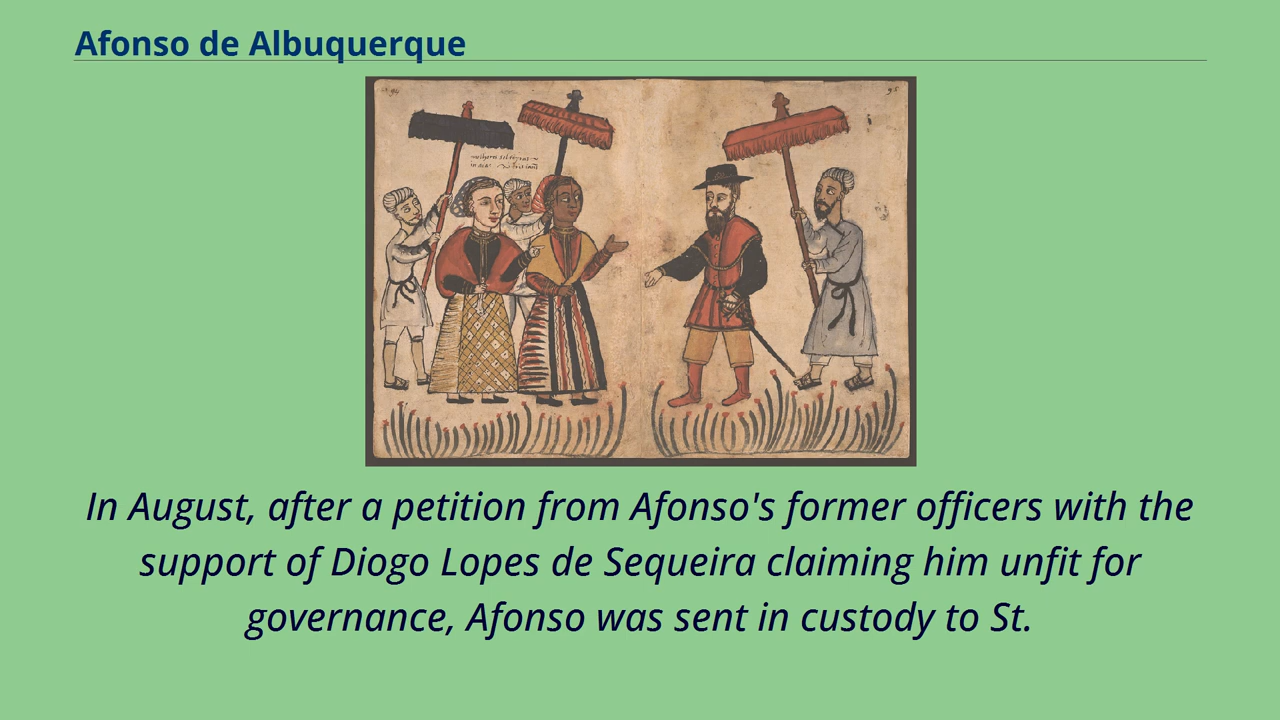 Afonso de Albuquerque
95
In August, after a petition from Afonso's former officers with the
support of Diogo Lopes de Sequeira claiming him unfit for
governance, Afonso was sent in custody to St.